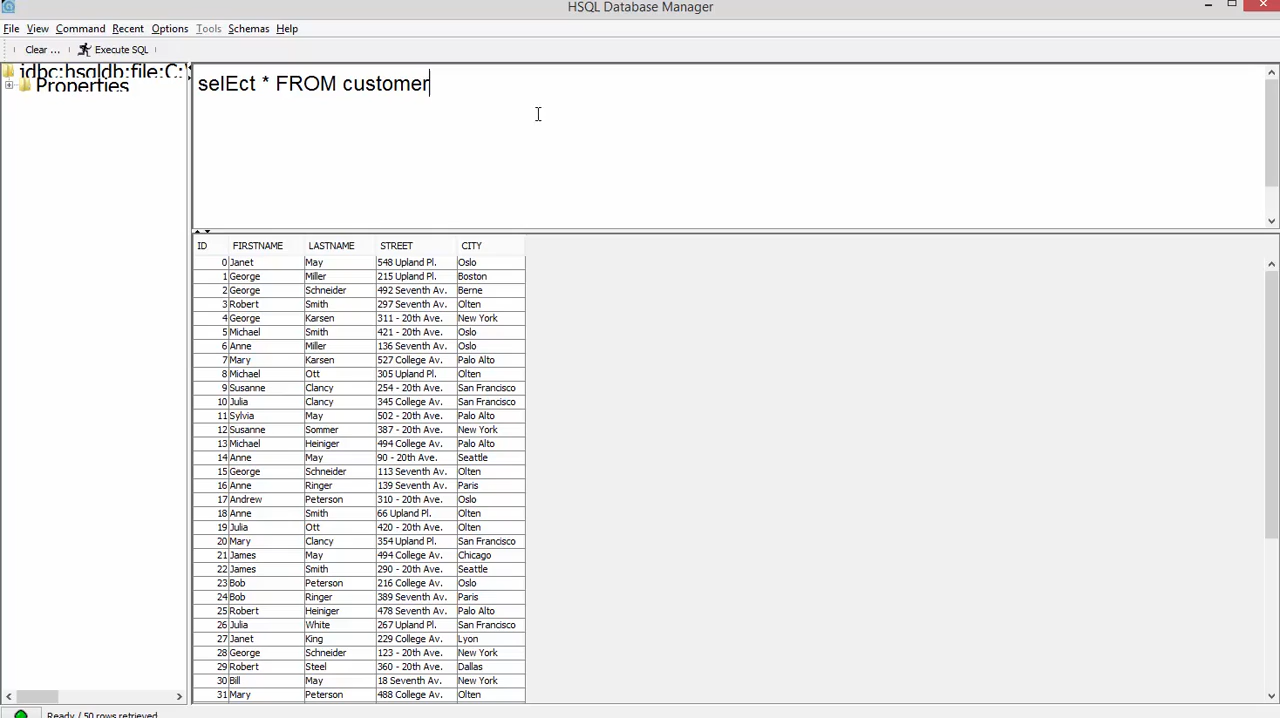 HSQL Database Manager
File View Command Recent Options Tools Schemas Help
Clear ... Execute SQL
jdbc:hsqldb:file:C:\
Properties
selEct * FROM customer
ID FIRSTNAME LASTNAME STREET CITY
0 Janet May 548 Upland Pl. Oslo
1 George Miller 215 Upland Pl. Boston
2 George Schneider 492 Seventh Av. Berne
3 Robert Smith 297 Seventh Av. Olten
4 George Karsen 311 - 20th Ave. New York
5 Michael Smith 421 - 20th Ave. Oslo
6 Anne Miller 136 Seventh Av. Oslo
7 Mary Karsen 527 College Av. Palo Alto
8 Michael Ott 305 Upland Pl. Olten
9 Susanne Clancy 254 - 20th Ave. San Francisco
10 Julia Clancy 345 College Av. San Francisco
11 Sylvia May 502 - 20th Ave. Palo Alto
12 Susanne Sommer 387 - 20th Ave. New York
13 Michael Heiniger 494 College Av. Palo Alto
14 Anne May 90 - 20th Ave. Seattle
15 George Schneider 113 Seventh Av. Olten
16 Anne Ringer 139 Seventh Av. Paris
17 Andrew Peterson 310 - 20th Ave. Oslo
18 Anne Smith 66 Upland Pl. Olten
19 Julia Ott 420 - 20th Ave. Olten
20 Mary Clancy 354 Upland Pl. San Francisco
21 James May 494 College Av. Chicago
22 James Smith 290 - 20th Ave. Seattle
23 Bob Peterson 216 College Av. Oslo
24 Bob Ringer 389 Seventh Av. Paris
25 Robert Heiniger 478 Seventh Av. Palo Alto
26 Julia White 267 Upland Pl. San Francisco
27 Janet King 229 College Av. Lyon
28 George Schneider 123 - 20th Ave. New York
29 Robert Steel 360 - 20th Ave. Dallas
30 Bill May 18 Seventh Av. New York
31 Mary Peterson 488 College Av. Olten
Ready / 50 rows retrieved